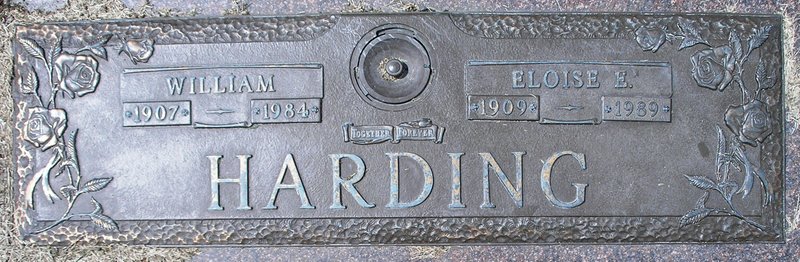 WILLIAM
1907 1984
ELOISE E.
1909 1989
TOGETHER FOREVER
HARDING